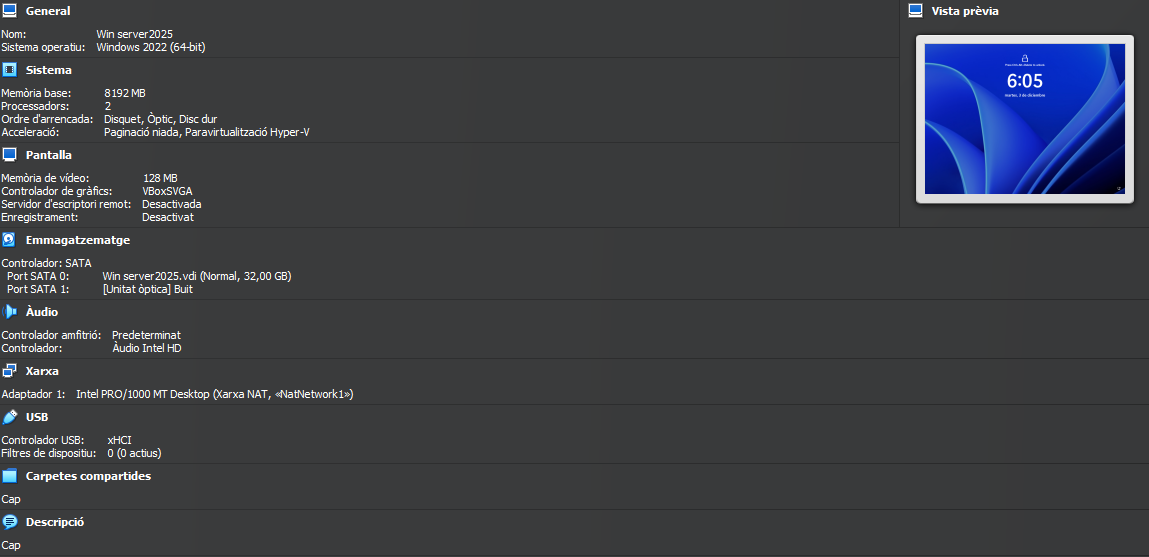 General
Nom: Win server2025
Sistema operatiu: Windows 2022 (64-bit)
Sistema
Memòria base: 8192 MB
Processadors: 2
Ordre d'arrencada: Disquet, Òptic, Disc dur
Acceleració: Paginació niada, Paravirtualització Hyper-V
Pantalla
Memòria de vídeo: 128 MB
Controlador de gràfics: VBoxSVGA
Servidor d'escriptori remot: Desactivada
Enregistrament: Desactivat
Emmagatzematge
Controlador: SATA
Port SATA 0: Win server2025.vdi (Normal, 32,00 GB)
Port SATA 1: [Unitat òptica] Buit
Àudio
Controlador amfitrió: Predeterminat
Controlador: Àudio Intel HD
Xarxa
Adaptador 1: Intel PRO/1000 MT Desktop (Xarxa NAT, «NatNetwork1»)
USB
Controlador USB: xHCI
Filtres de dispositiu: 0 (0 actius)
Carpetes compartides
Cap
Descripció
Cap
Vista prèvia
6:05
martes, 3 de diciembre